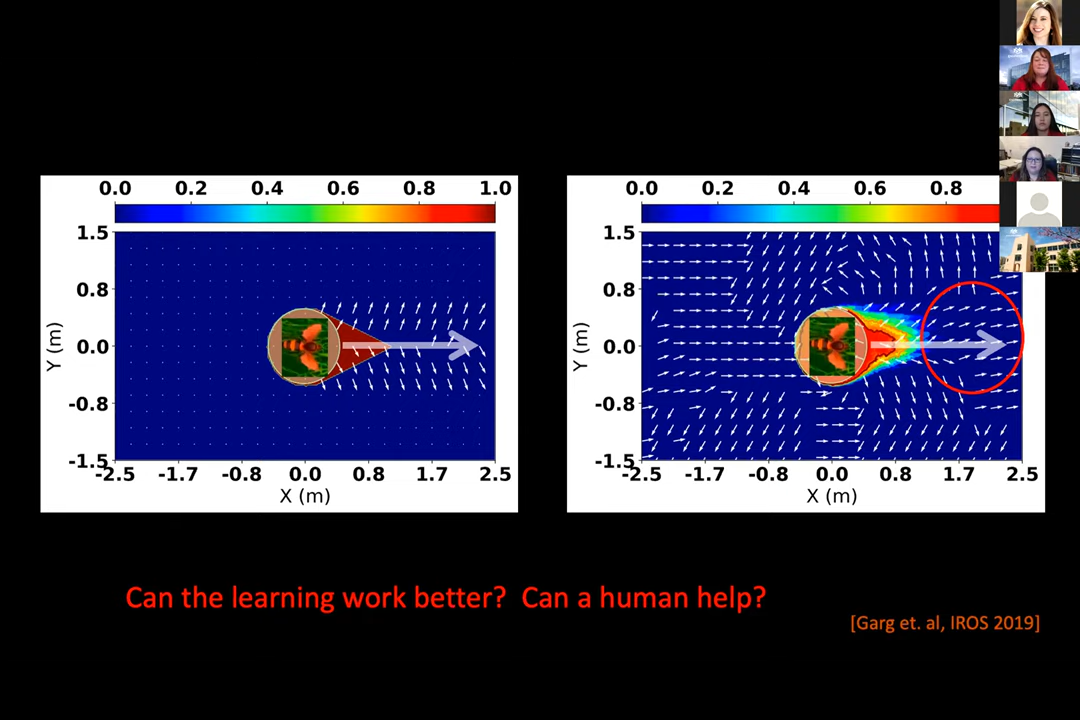 0.0 0.2 0.4 0.6 0.8 1.0
1.5
0.8
0.0
-0.8
-1.5
Y (m)
-2.5 -1.7 -0.8 0.0 0.8 1.7 2.5
X (m)
0.0 0.2 0.4 0.6 0.8
1.5
0.8
0.0
-0.8
-1.5
Y (m)
-2.5 -1.7 -0.8 0.0 0.8 1.7 2.5
X (m)
Can the learning work better? Can a human help?
[Garg et. al, IROS 2019]